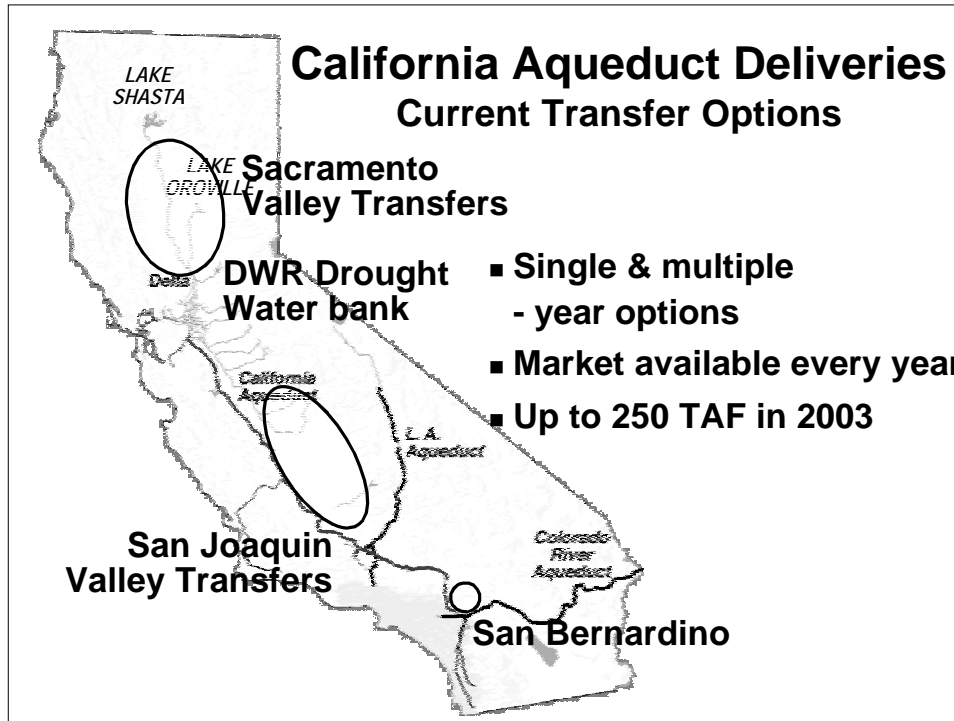 California Aqueduct Deliveries
Current Transfer Options
LAKE
SHASTA
LAKE
OROVILLE
Sacramento
Valley Transfers
Delta
DWR Drought
Water bank
▪ Single & multiple
- year options
▪ Market available every year
▪ Up to 250 TAF in 2003
California
Aqueduct
L.A.
Aqueduct
San Joaquin
Valley Transfers
Colorado
River
Aqueduct
San Bernardino